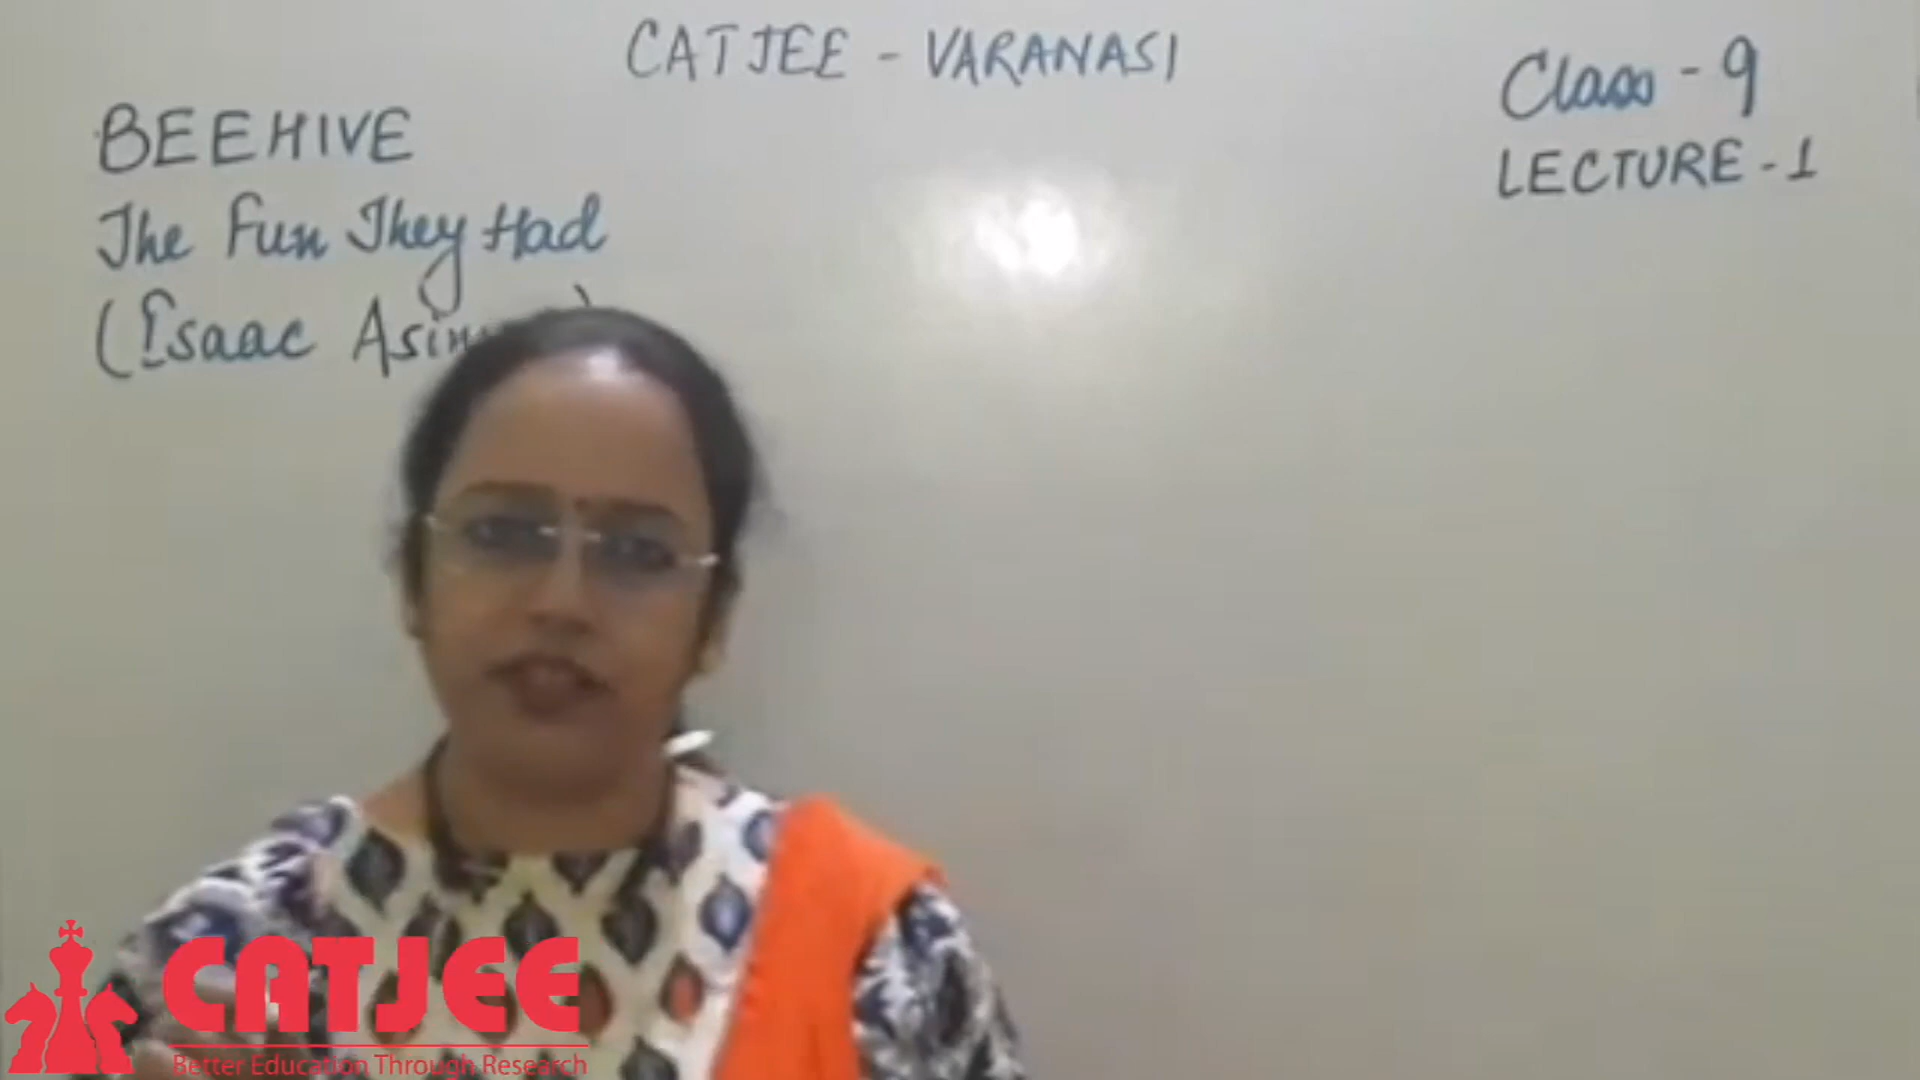 CATJEE - VARANASI
Class - 9
LECTURE - 1
BEEHIVE
The Fun They Had
(Isaac
CATJEE
Better Education Through Research